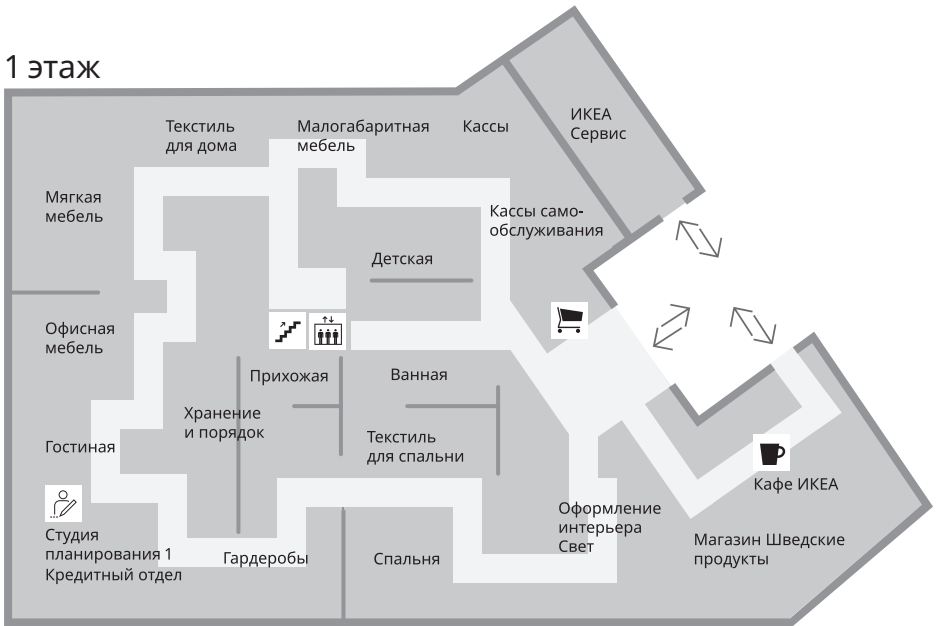 1 этаж
Текстиль
для дома
Малогабаритная
мебель
Кассы
ИКЕА
Сервис
Мягкая
мебель
Кассы само-
обслуживания
Детская
Офисная
мебель
Прихожая
Ванная
Хранение
и порядок
Гостиная
Текстиль
для спальни
Кафе ИКЕА
Студия
планирования 1
Кредитный отдел
Гардеробы
Спальня
Оформление
интерьера
Свет
Магазин Шведские
продукты